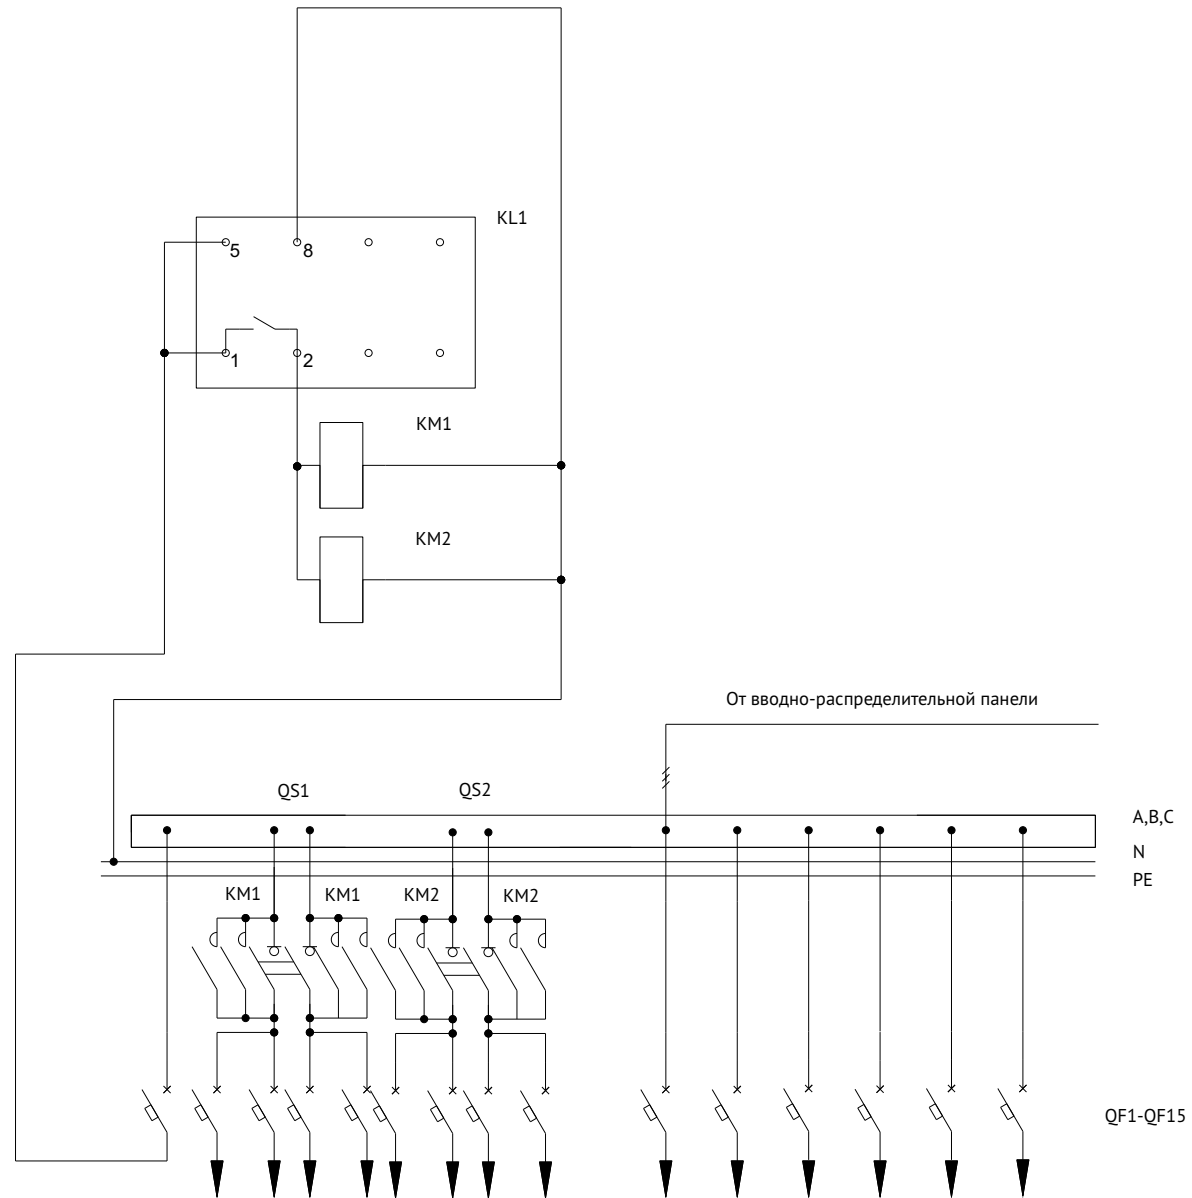 KL1
5
8
1
2
KM1
KM2
От вводно-распределительной панели
QS1
QS2
A,B,C
N
PE
KM1
KM1
KM2
KM2
QF1-QF15